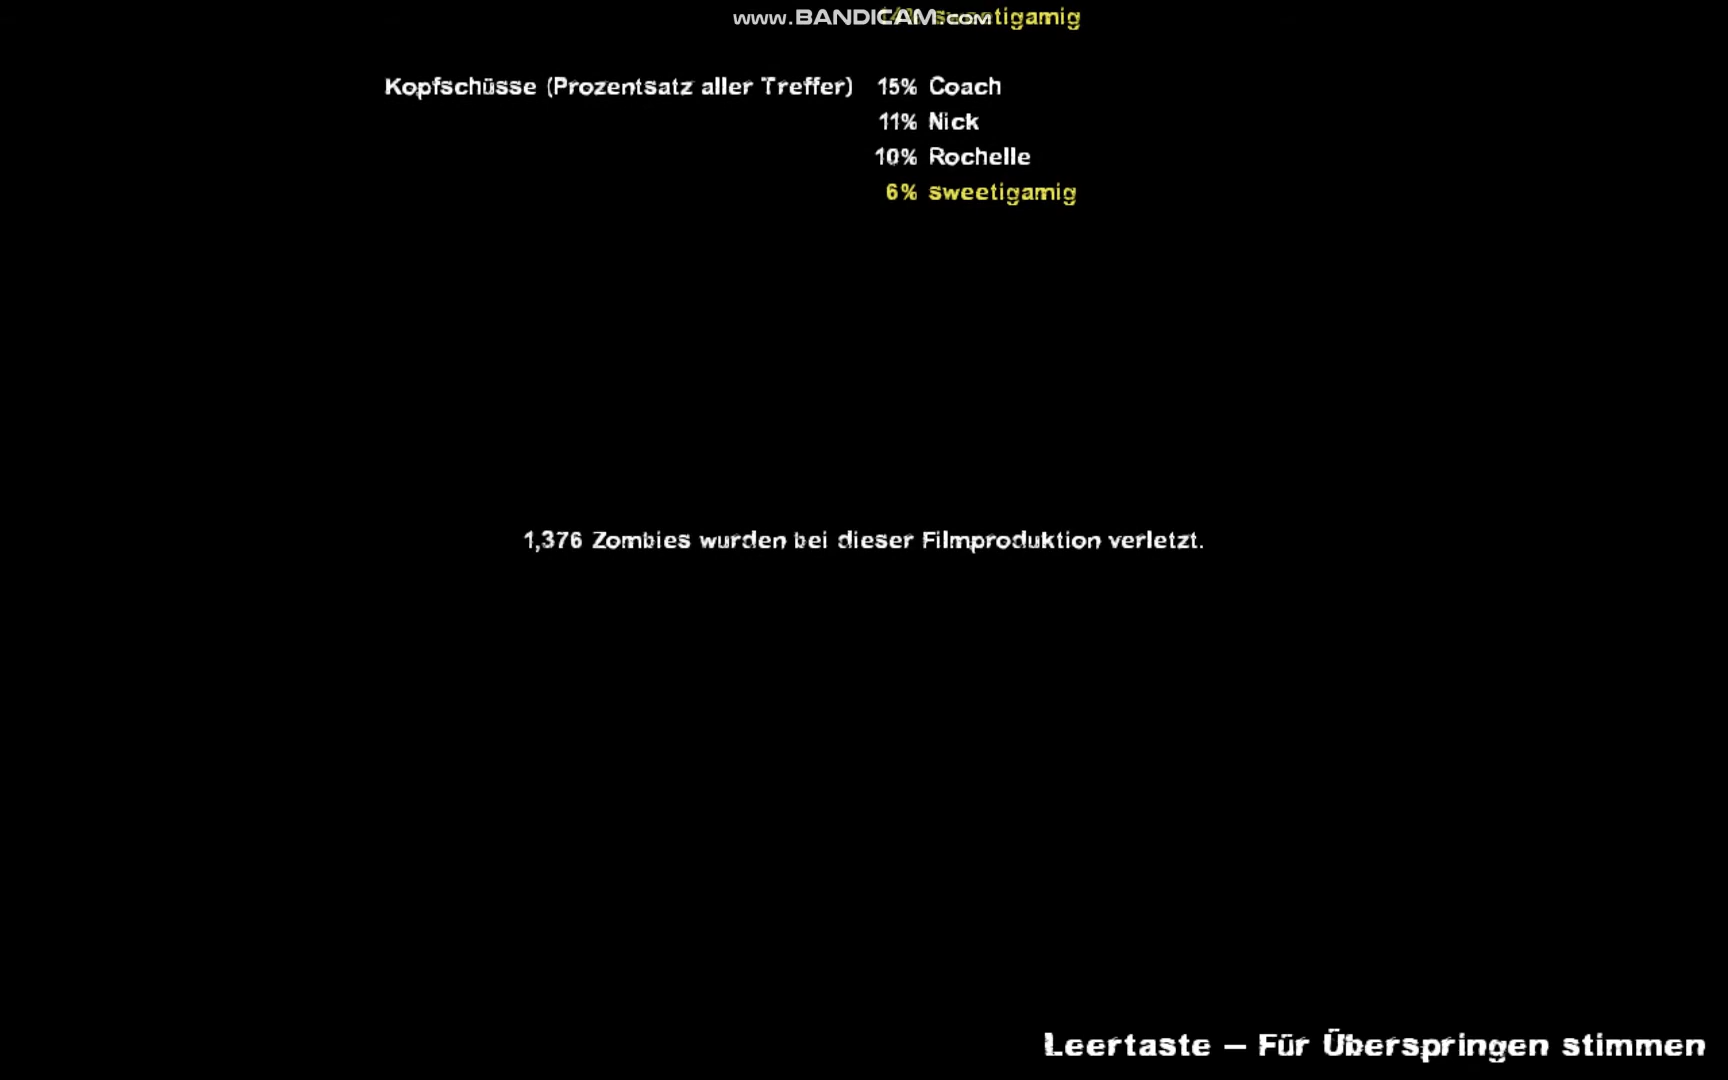 www.BANDICAM.com
sweetigamig
Kopfschüsse (Prozentsatz aller Treffer) 15% Coach
11% Nick
10% Rochelle
6% sweetigamig
1,376 Zombies wurden bei dieser Filmproduktion verletzt.
Leertaste – Für Überspringen stimmen